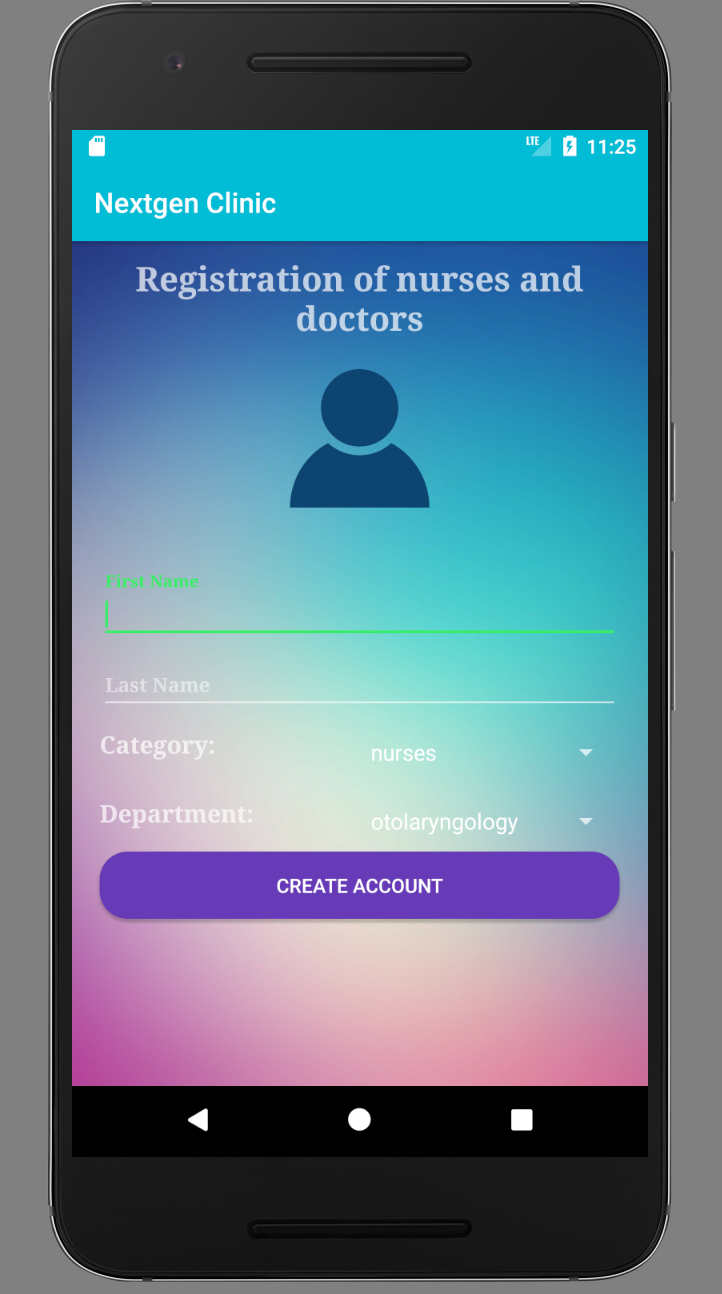 LTE 11:25
Nextgen Clinic
Registration of nurses and
doctors
First Name
Last Name
Category: nurses
Department: otolaryngology
CREATE ACCOUNT